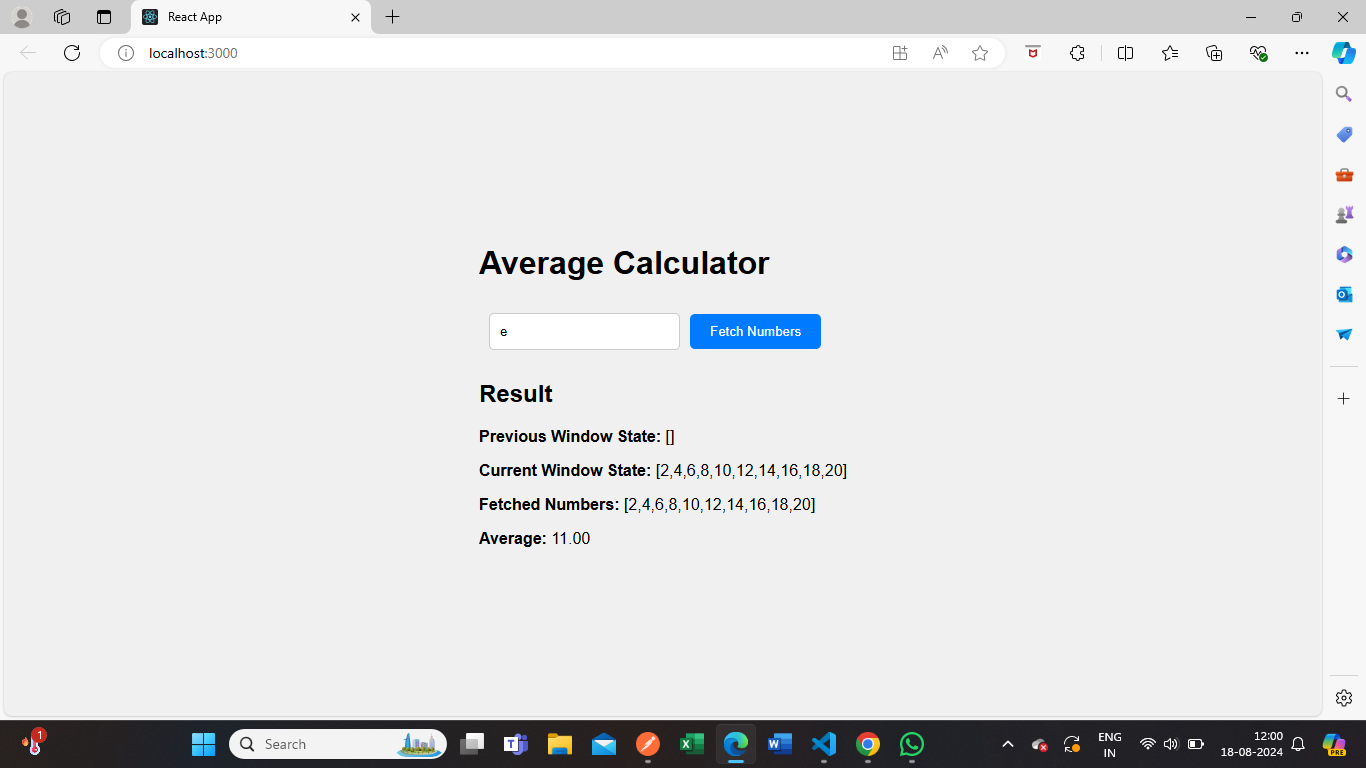 React App
localhost:3000
Average Calculator
e
Fetch Numbers
Result
Previous Window State: []
Current Window State: [2,4,6,8,10,12,14,16,18,20]
Fetched Numbers: [2,4,6,8,10,12,14,16,18,20]
Average: 11.00
1
Search
ENG
IN
12:00
18-08-2024
PRE